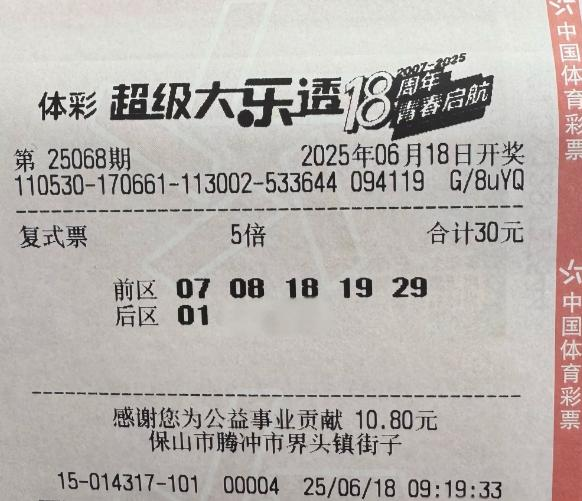 体彩 超级大乐透 18 2007-2025 周年 青春启航
第 25068期 2025年06月18日开奖
110530-170661-113002-533644 094119 G/8uYQ
复式票 5倍 合计30元
前区 07 08 18 19 29
后区 01
感谢您为公益事业贡献 10.80元
保山市腾冲市界头镇街子
15-014317-101 00004 25/06/18 09:19:33
中国体育彩票
中国体育彩票